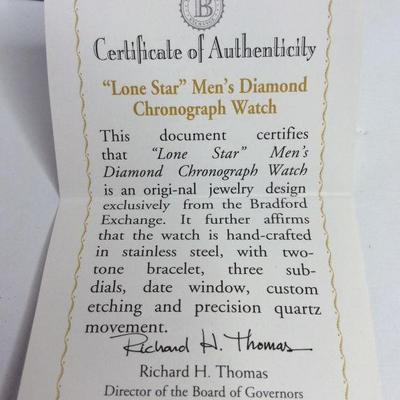 B
Certificate of Authenticity
“Lone Star” Men’s Diamond
Chronograph Watch
This document certifies
that “Lone Star” Men’s
Diamond Chronograph Watch
is an origi-nal jewelry design
exclusively from the Bradford
Exchange. It further affirms
that the watch is hand-crafted
in stainless steel, with two-
tone bracelet, three sub-
dials, date window, custom
etching and precision quartz
movement.
Richard H. Thomas
Richard H. Thomas
Director of the Board of Governors